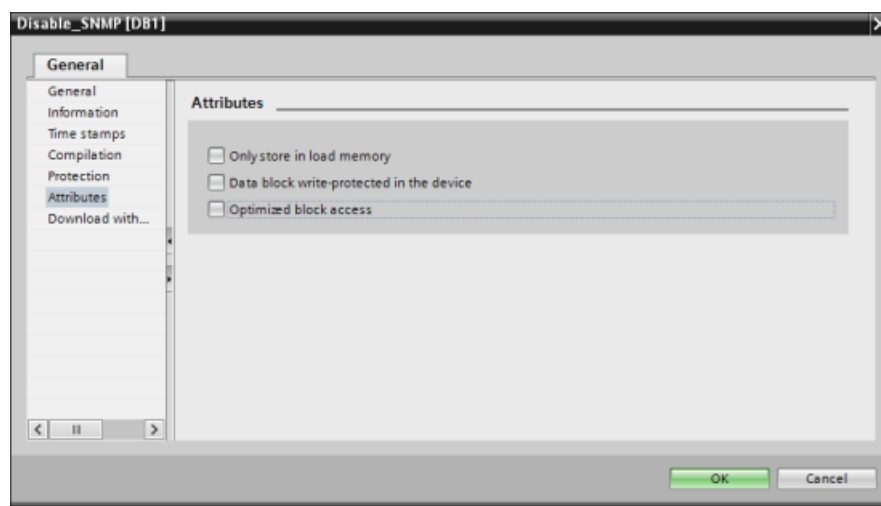 Disable_SNMP [DB1]
General
General
Information
Time stamps
Compilation
Protection
Attributes
Download with...
Attributes
Only store in load memory
Data block write-protected in the device
Optimized block access
OK
Cancel